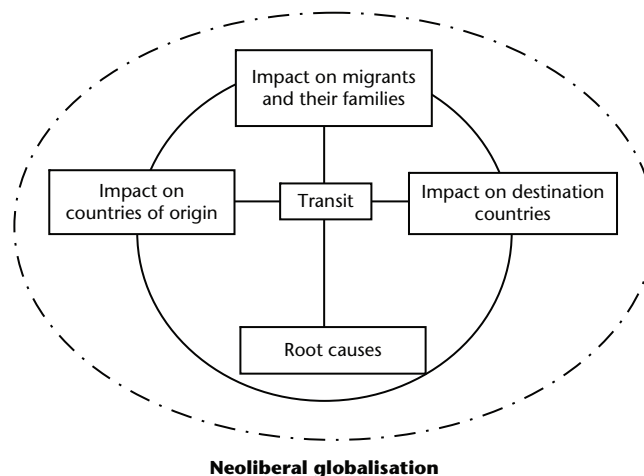 Impact on migrants
and their families
Impact on
countries of origin
Transit
Impact on destination
countries
Root causes
Neoliberal globalisation